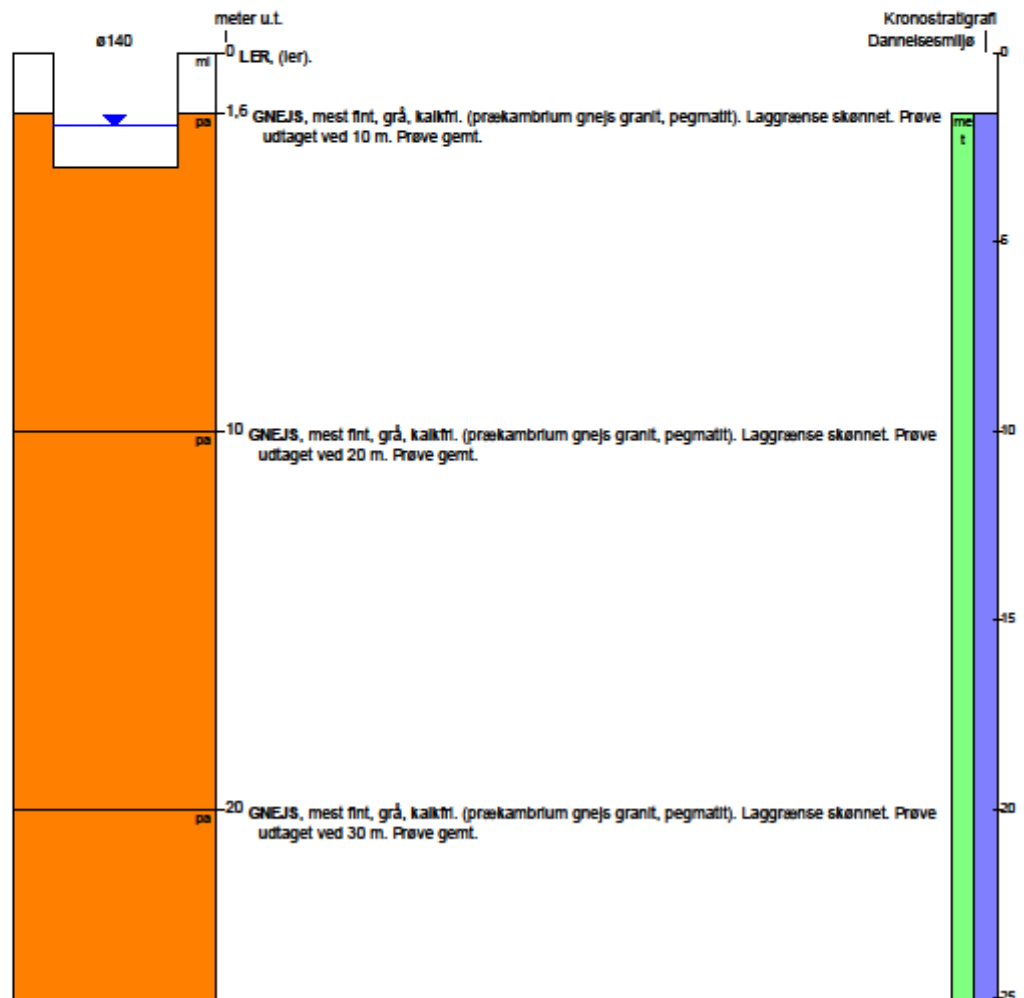 meter u.t.
Kronostratigrafi
ø140
Dannelsesmiljø
0 LER, (ler).
ml
0
1,6 GNEJS, mest fint, grå, kalkfri. (prækambrium gnejs granit, pegmatit). Laggrænse skønnet. Prøve
udtaget ved 10 m. Prøve gemt.
pa
me
t
5
10 GNEJS, mest fint, grå, kalkfri. (prækambrium gnejs granit, pegmatit). Laggrænse skønnet. Prøve
udtaget ved 20 m. Prøve gemt.
pa
10
15
20 GNEJS, mest fint, grå, kalkfri. (prækambrium gnejs granit, pegmatit). Laggrænse skønnet. Prøve
udtaget ved 30 m. Prøve gemt.
pa
20
25